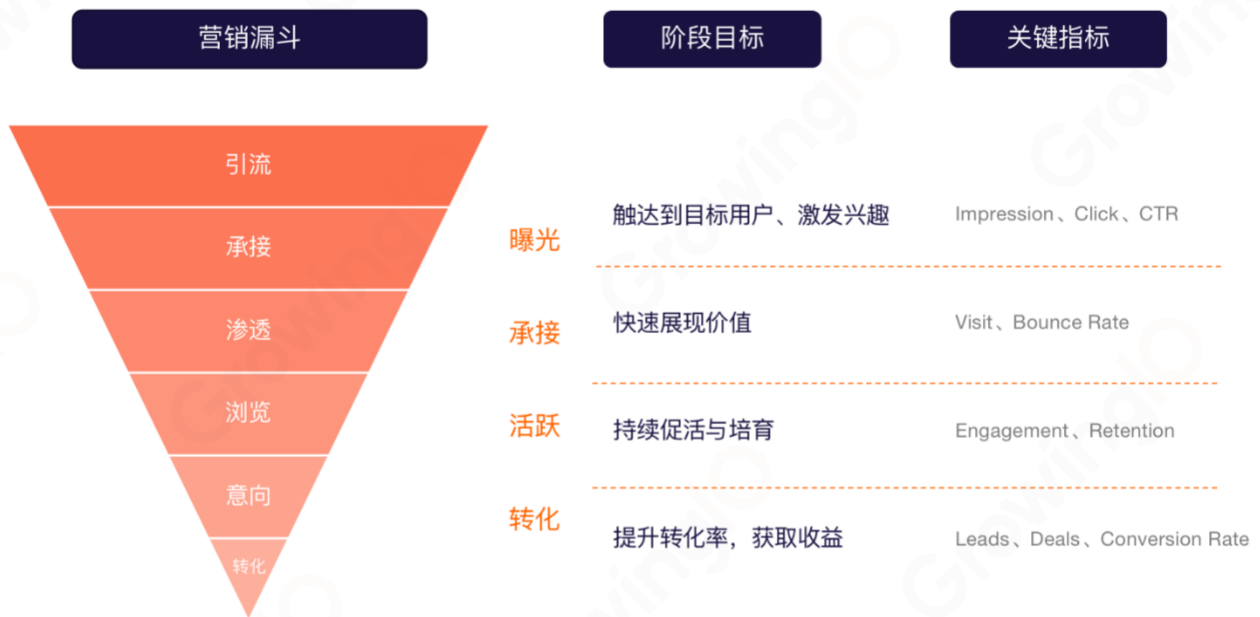 营销漏斗
阶段目标
关键指标
引流
承接
渗透
浏览
意向
转化
曝光
触达到目标用户、激发兴趣
Impression、Click、CTR
承接
快速展现价值
Visit、Bounce Rate
活跃
持续促活与培育
Engagement、Retention
转化
提升转化率，获取收益
Leads、Deals、Conversion Rate
GrowingIO